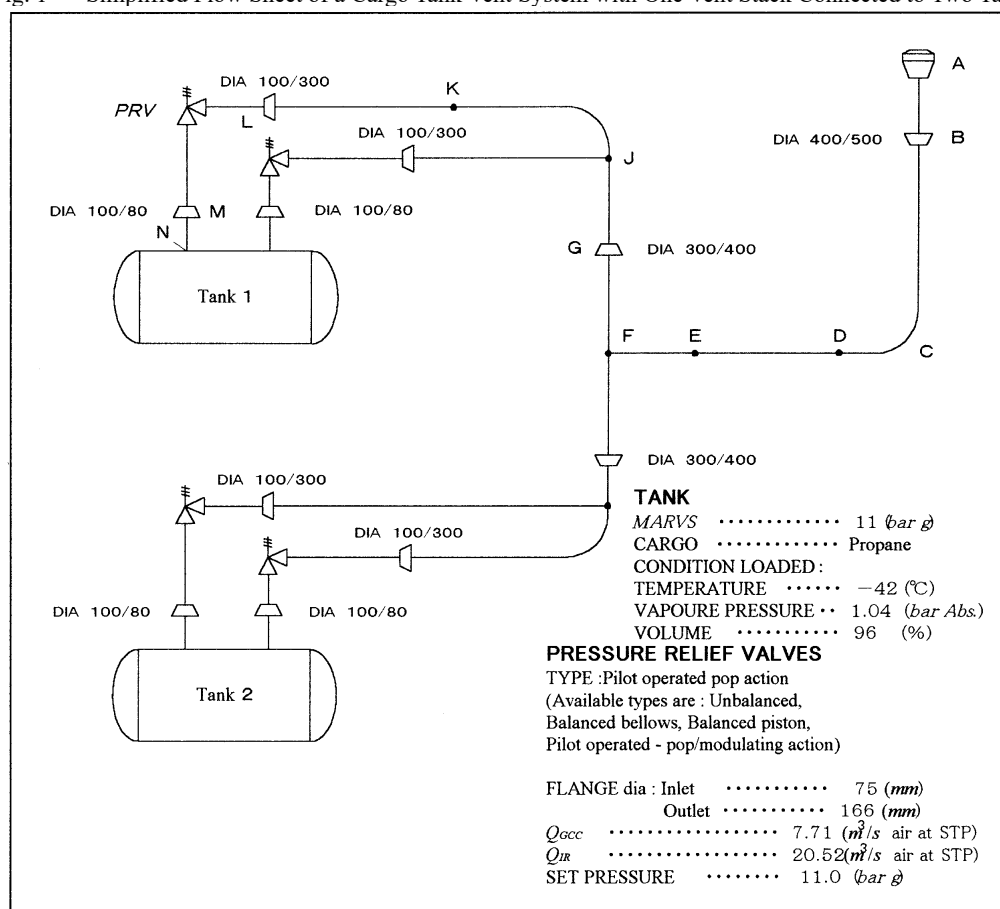 Simplified Flow Sheet of a Cargo Tank Vent System with One Vent Stack Connected to Two
A
DIA 100/300
K
PRV
L
DIA 100/300
DIA 400/500
B
J
DIA 100/80
M
DIA 100/80
N
G
DIA 300/400
Tank 1
F
E
D
C
DIA 300/400
DIA 100/300
DIA 100/300
DIA 100/80
DIA 100/80
Tank 2
TANK
MARVS ············· 11 (bar g)
CARGO ············· Propane
CONDITION LOADED :
TEMPERATURE ······ −42 (℃)
VAPOURE PRESSURE ·· 1.04 (bar Abs.)
VOLUME ··········· 96 (%)
PRESSURE RELIEF VALVES
TYPE :Pilot operated pop action
(Available types are : Unbalanced,
Balanced bellows, Balanced piston,
Pilot operated - pop/modulating action)
FLANGE dia : Inlet ··········· 75 (mm)
Outlet ··········· 166 (mm)
QGCC ················· 7.71 (m³/s air at STP)
QIR ················· 20.52(m³/s air at STP)
SET PRESSURE ········ 11.0 (bar g)